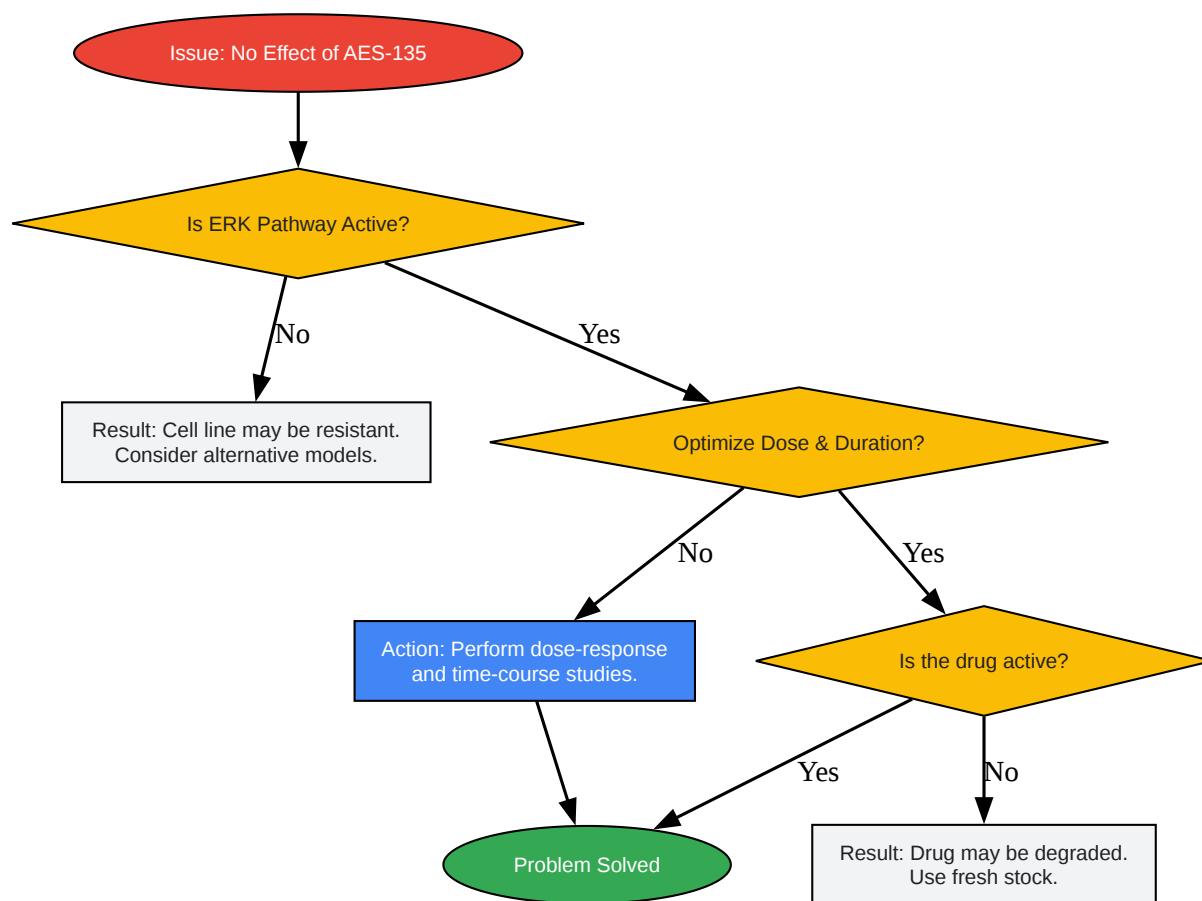 Issue: No Effect of AES-135
Is ERK Pathway Active?
No
Yes
Result: Cell line may be resistant.
Consider alternative models.
Optimize Dose & Duration?
No
Yes
Action: Perform dose-response
and time-course studies.
Is the drug active?
Yes
No
Problem Solved
Result: Drug may be degraded.
Use fresh stock.